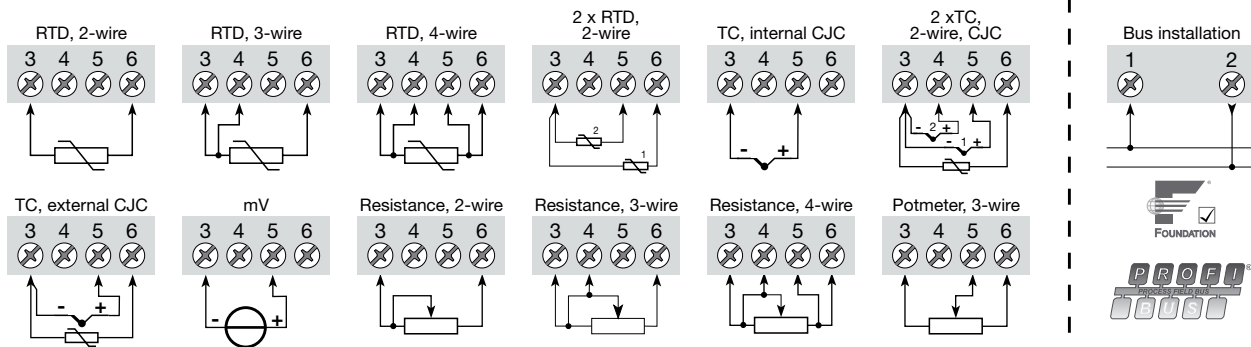 RTD, 2-wire
3 4 5 6
RTD, 3-wire
3 4 5 6
RTD, 4-wire
3 4 5 6
2 x RTD,
2-wire
3 4 5 6
2
1
TC, internal CJC
3 4 5 6
- +
2 xTC,
2-wire, CJC
3 4 5 6
- 2 +
- 1 +
Bus installation
1 2
TC, external CJC
3 4 5 6
- +
mV
3 4 5 6
- +
Resistance, 2-wire
3 4 5 6
Resistance, 3-wire
3 4 5 6
Resistance, 4-wire
3 4 5 6
Potmeter, 3-wire
3 4 5 6
FOUNDATION
PROFI®
PROCESS FIELD BUS
BUS